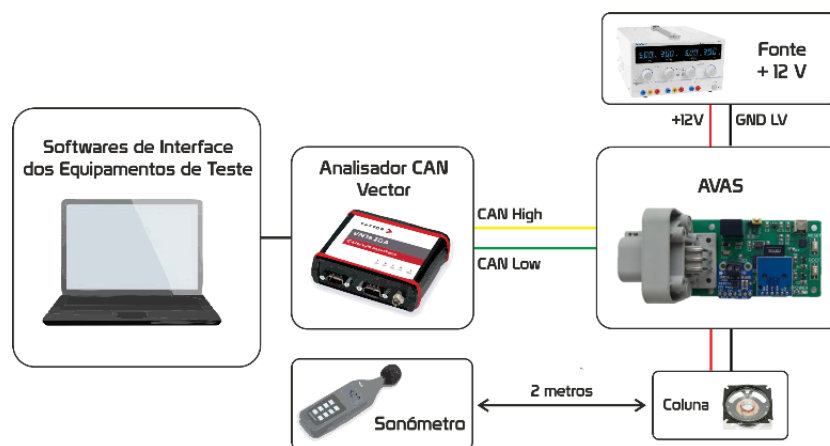 Fonte
+ 12 V
+12V
GND LV
Softwares de Interface
dos Equipamentos de Teste
Analisador CAN
Vector
CAN High
CAN Low
AVAS
Sonómetro
2 metros
Coluna